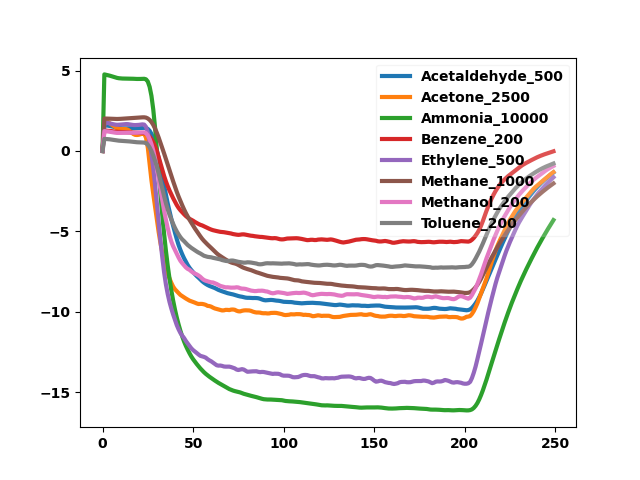 5
0
−5
−10
−15
0
50
100
150
200
250
Acetaldehyde_500
Acetone_2500
Ammonia_10000
Benzene_200
Ethylene_500
Methane_1000
Methanol_200
Toluene_200